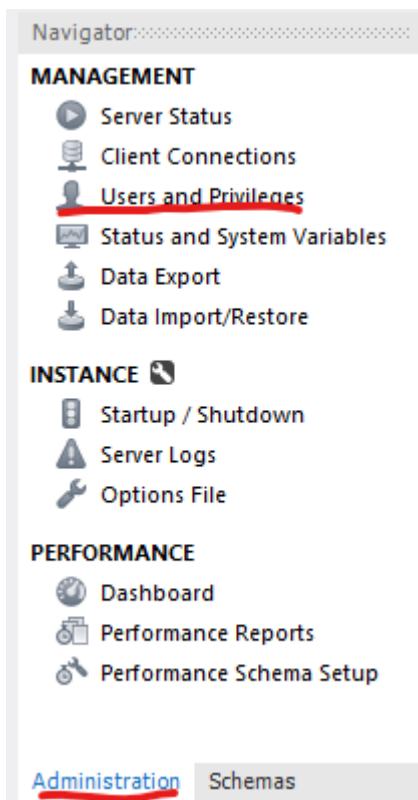 Navigator
MANAGEMENT
Server Status
Client Connections
Users and Privileges
Status and System Variables
Data Export
Data Import/Restore
INSTANCE
Startup / Shutdown
Server Logs
Options File
PERFORMANCE
Dashboard
Performance Reports
Performance Schema Setup
Administration Schemas